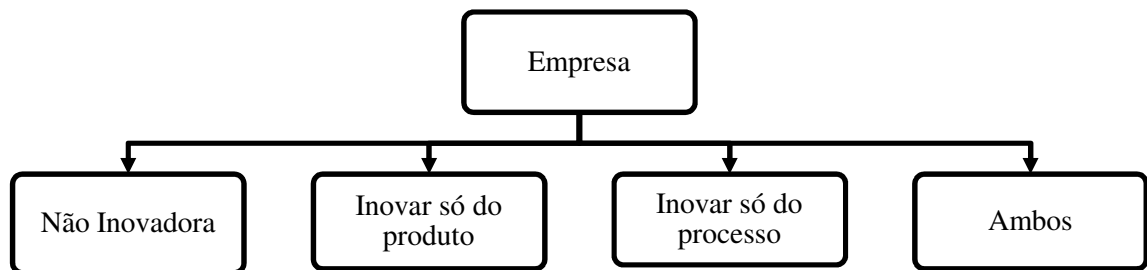 Empresa
Não Inovadora
Inovar só do
produto
Inovar só do
processo
Ambos